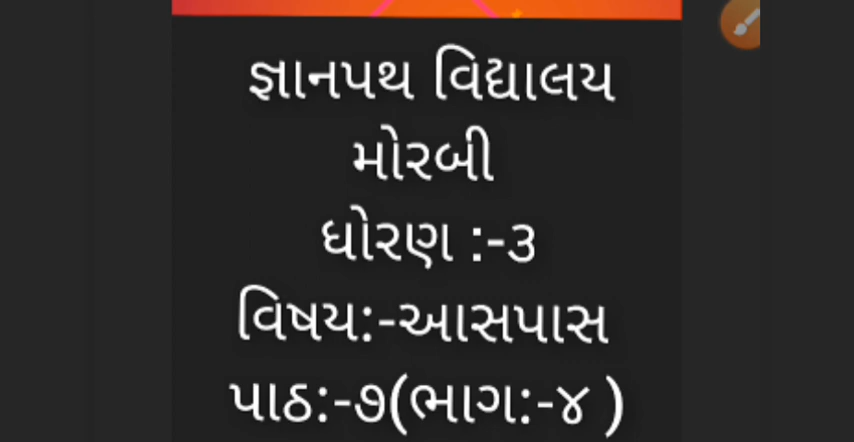 જ્ઞાનપથ વિદ્યાલય
મોરબી
ધોરણ :-૩
વિષય:-આસપાસ
પાઠ:-૭(ભાગ:-૪ )